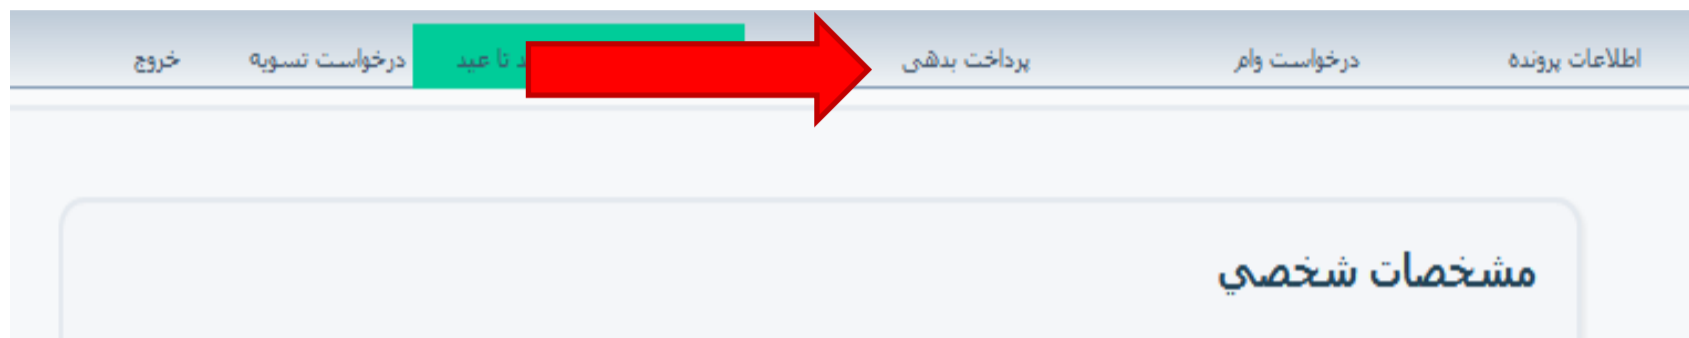 اطلاعات پرونده درخواست وام پرداخت بدهی تا عید درخواست تسویه خروج
مشخصات شخصي